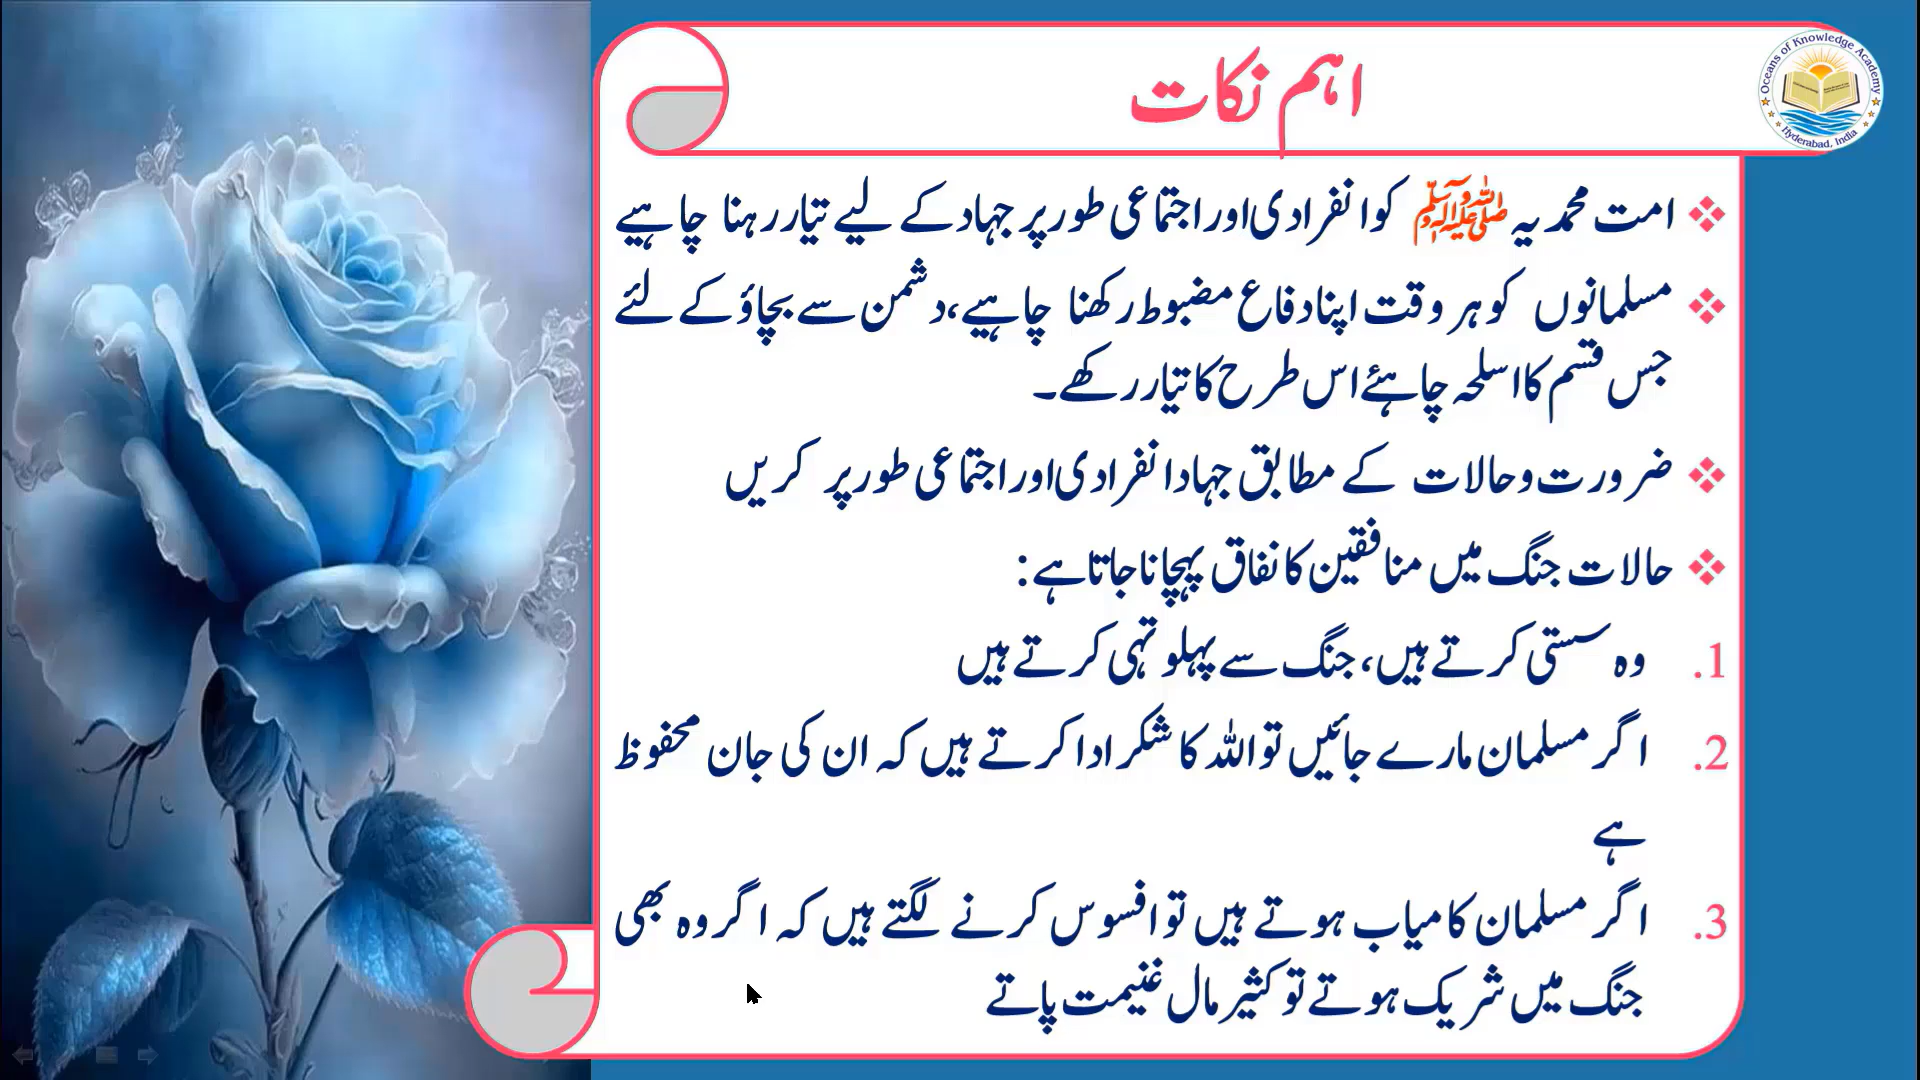 اہم نکات
Oceans of Knowledge Academy
Hyderabad, India
❖ امت محمدیہ ﷺ کو انفرادی اور اجتماعی طور پر جہاد کے لیے تیار رہنا چاہیے
❖ مسلمانوں کو ہر وقت اپنا دفاع مضبوط رکھنا چاہیے، دشمن سے بچاؤ کے لئے
جس قسم کا اسلحہ چاہئے اس طرح کا تیار رکھے۔
❖ ضرورت و حالات کے مطابق جہاد انفرادی اور اجتماعی طور پر کریں
❖ حالات جنگ میں منافقین کا نفاق پہچانا جاتا ہے:
1. وہ سستی کرتے ہیں، جنگ سے پہلو تہی کرتے ہیں
2. اگر مسلمان مارے جائیں تو اللہ کا شکر ادا کرتے ہیں کہ ان کی جان محفوظ
ہے
3. اگر مسلمان کامیاب ہوتے ہیں تو افسوس کرنے لگتے ہیں کہ اگر وہ بھی
جنگ میں شریک ہوتے تو کثیر مال غنیمت پاتے